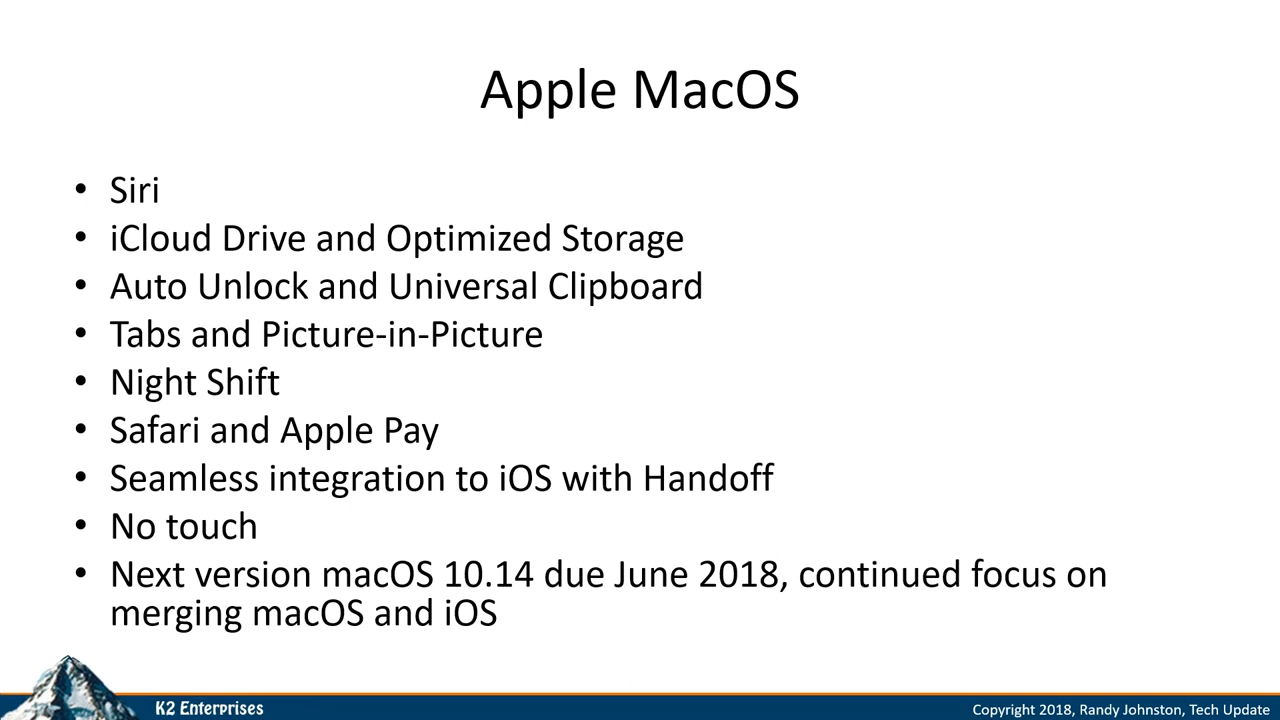 Apple MacOS
• Siri
• iCloud Drive and Optimized Storage
• Auto Unlock and Universal Clipboard
• Tabs and Picture-in-Picture
• Night Shift
• Safari and Apple Pay
• Seamless integration to iOS with Handoff
• No touch
• Next version macOS 10.14 due June 2018, continued focus on
merging macOS and iOS
K2 Enterprises
Copyright 2018, Randy Johnston, Tech Update